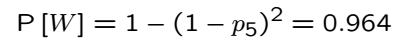 P [W] = 1 − (1 − p₅)² = 0.964